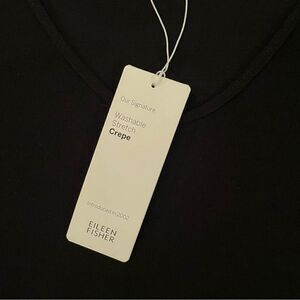 Our Signature
Washable
Stretch
Crepe
introduced in 2002
EILEEN
FISHER